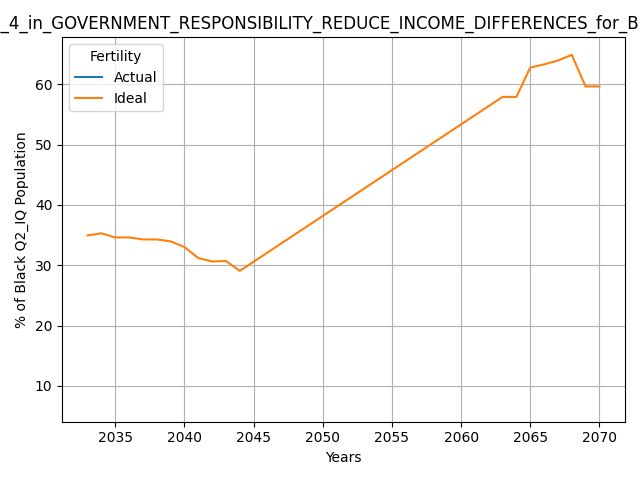 _4_in_GOVERNMENT_RESPONSIBILITY_REDUCE_INCOME_DIFFERENCES_for_B
Fertility
Actual
Ideal
60
50
40
30
20
10
% of Black Q2_IQ Population
2035 2040 2045 2050 2055 2060 2065 2070
Years